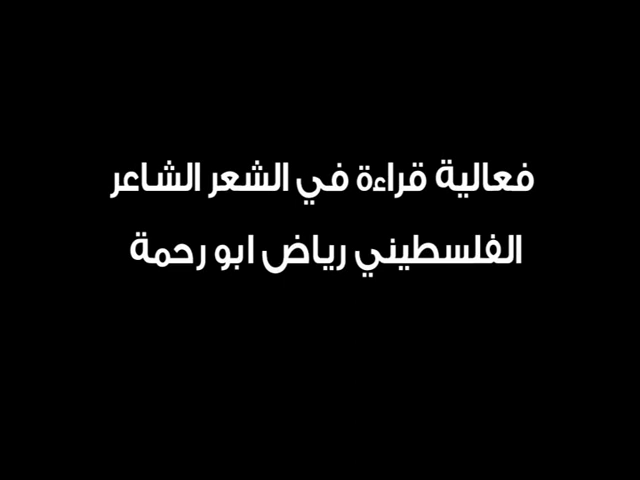 فعالية قراءة في الشعر الشاعر
الفلسطيني رياض ابو رحمة